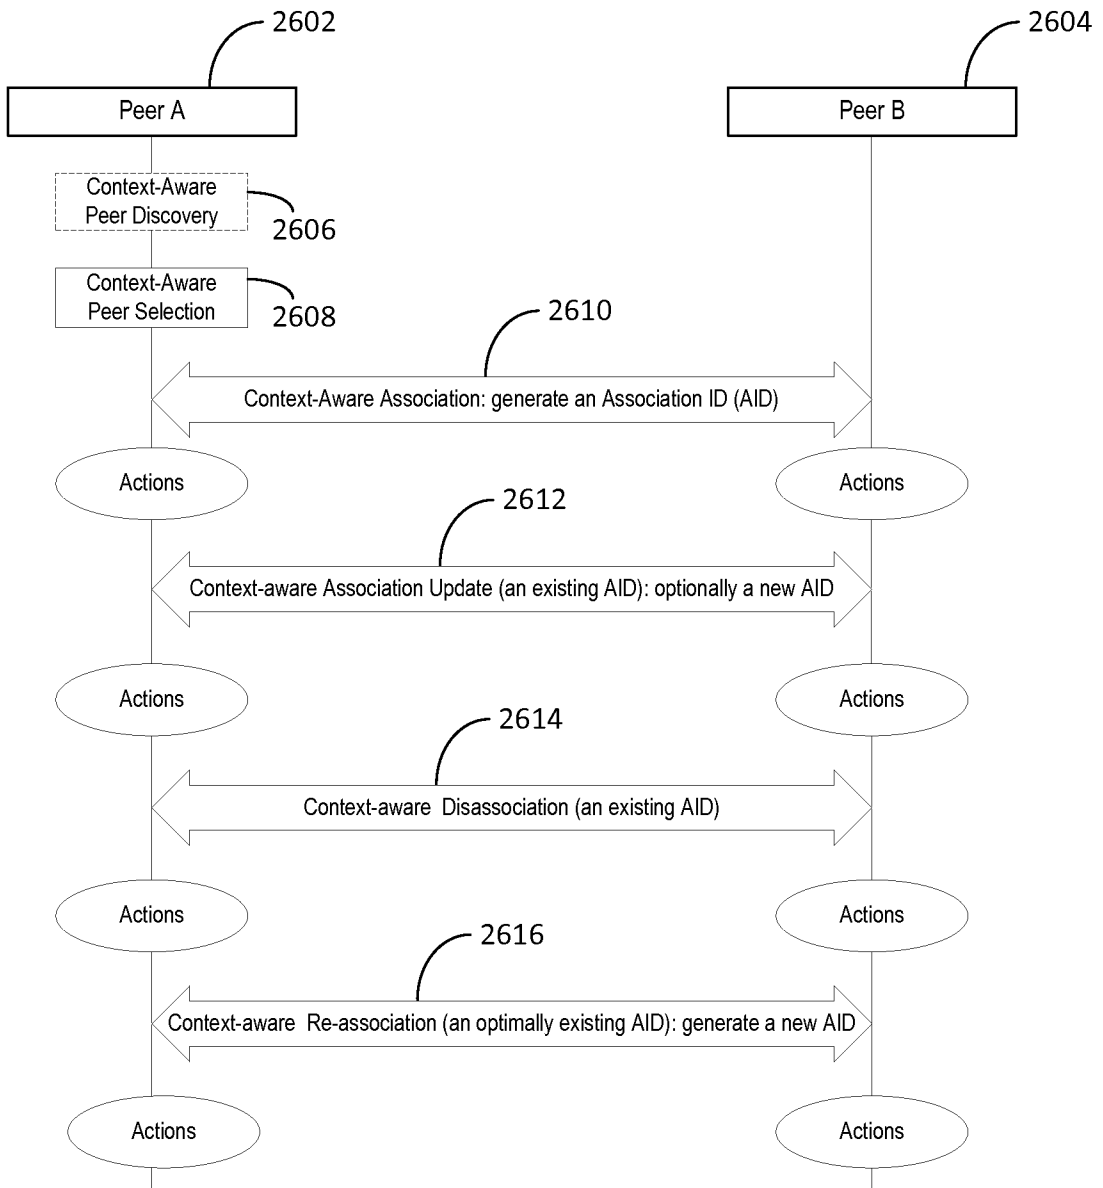 2602
2604
Peer A
Peer B
Context-Aware
Peer Discovery
2606
Context-Aware
Peer Selection
2608
2610
Context-Aware Association: generate an Association ID (AID)
Actions
Actions
2612
Context-aware Association Update (an existing AID): optionally a new AID
Actions
Actions
2614
Context-aware Disassociation (an existing AID)
Actions
Actions
2616
Context-aware Re-association (an optimally existing AID): generate a new AID
Actions
Actions